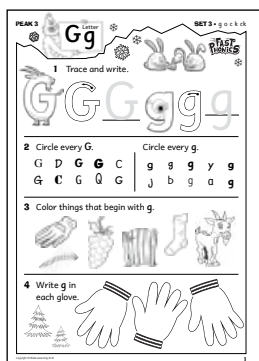 PEAK 3
Letter
Gg
SET 3 • g o c k ck
FAST PHONICS
1 Trace and write.
G G G g g g
2 Circle every G.
G D G G C
G C G Q G
Circle every g.
g g g y g
j b g a g
3 Color things that begin with g.
4 Write g in
each glove.
1